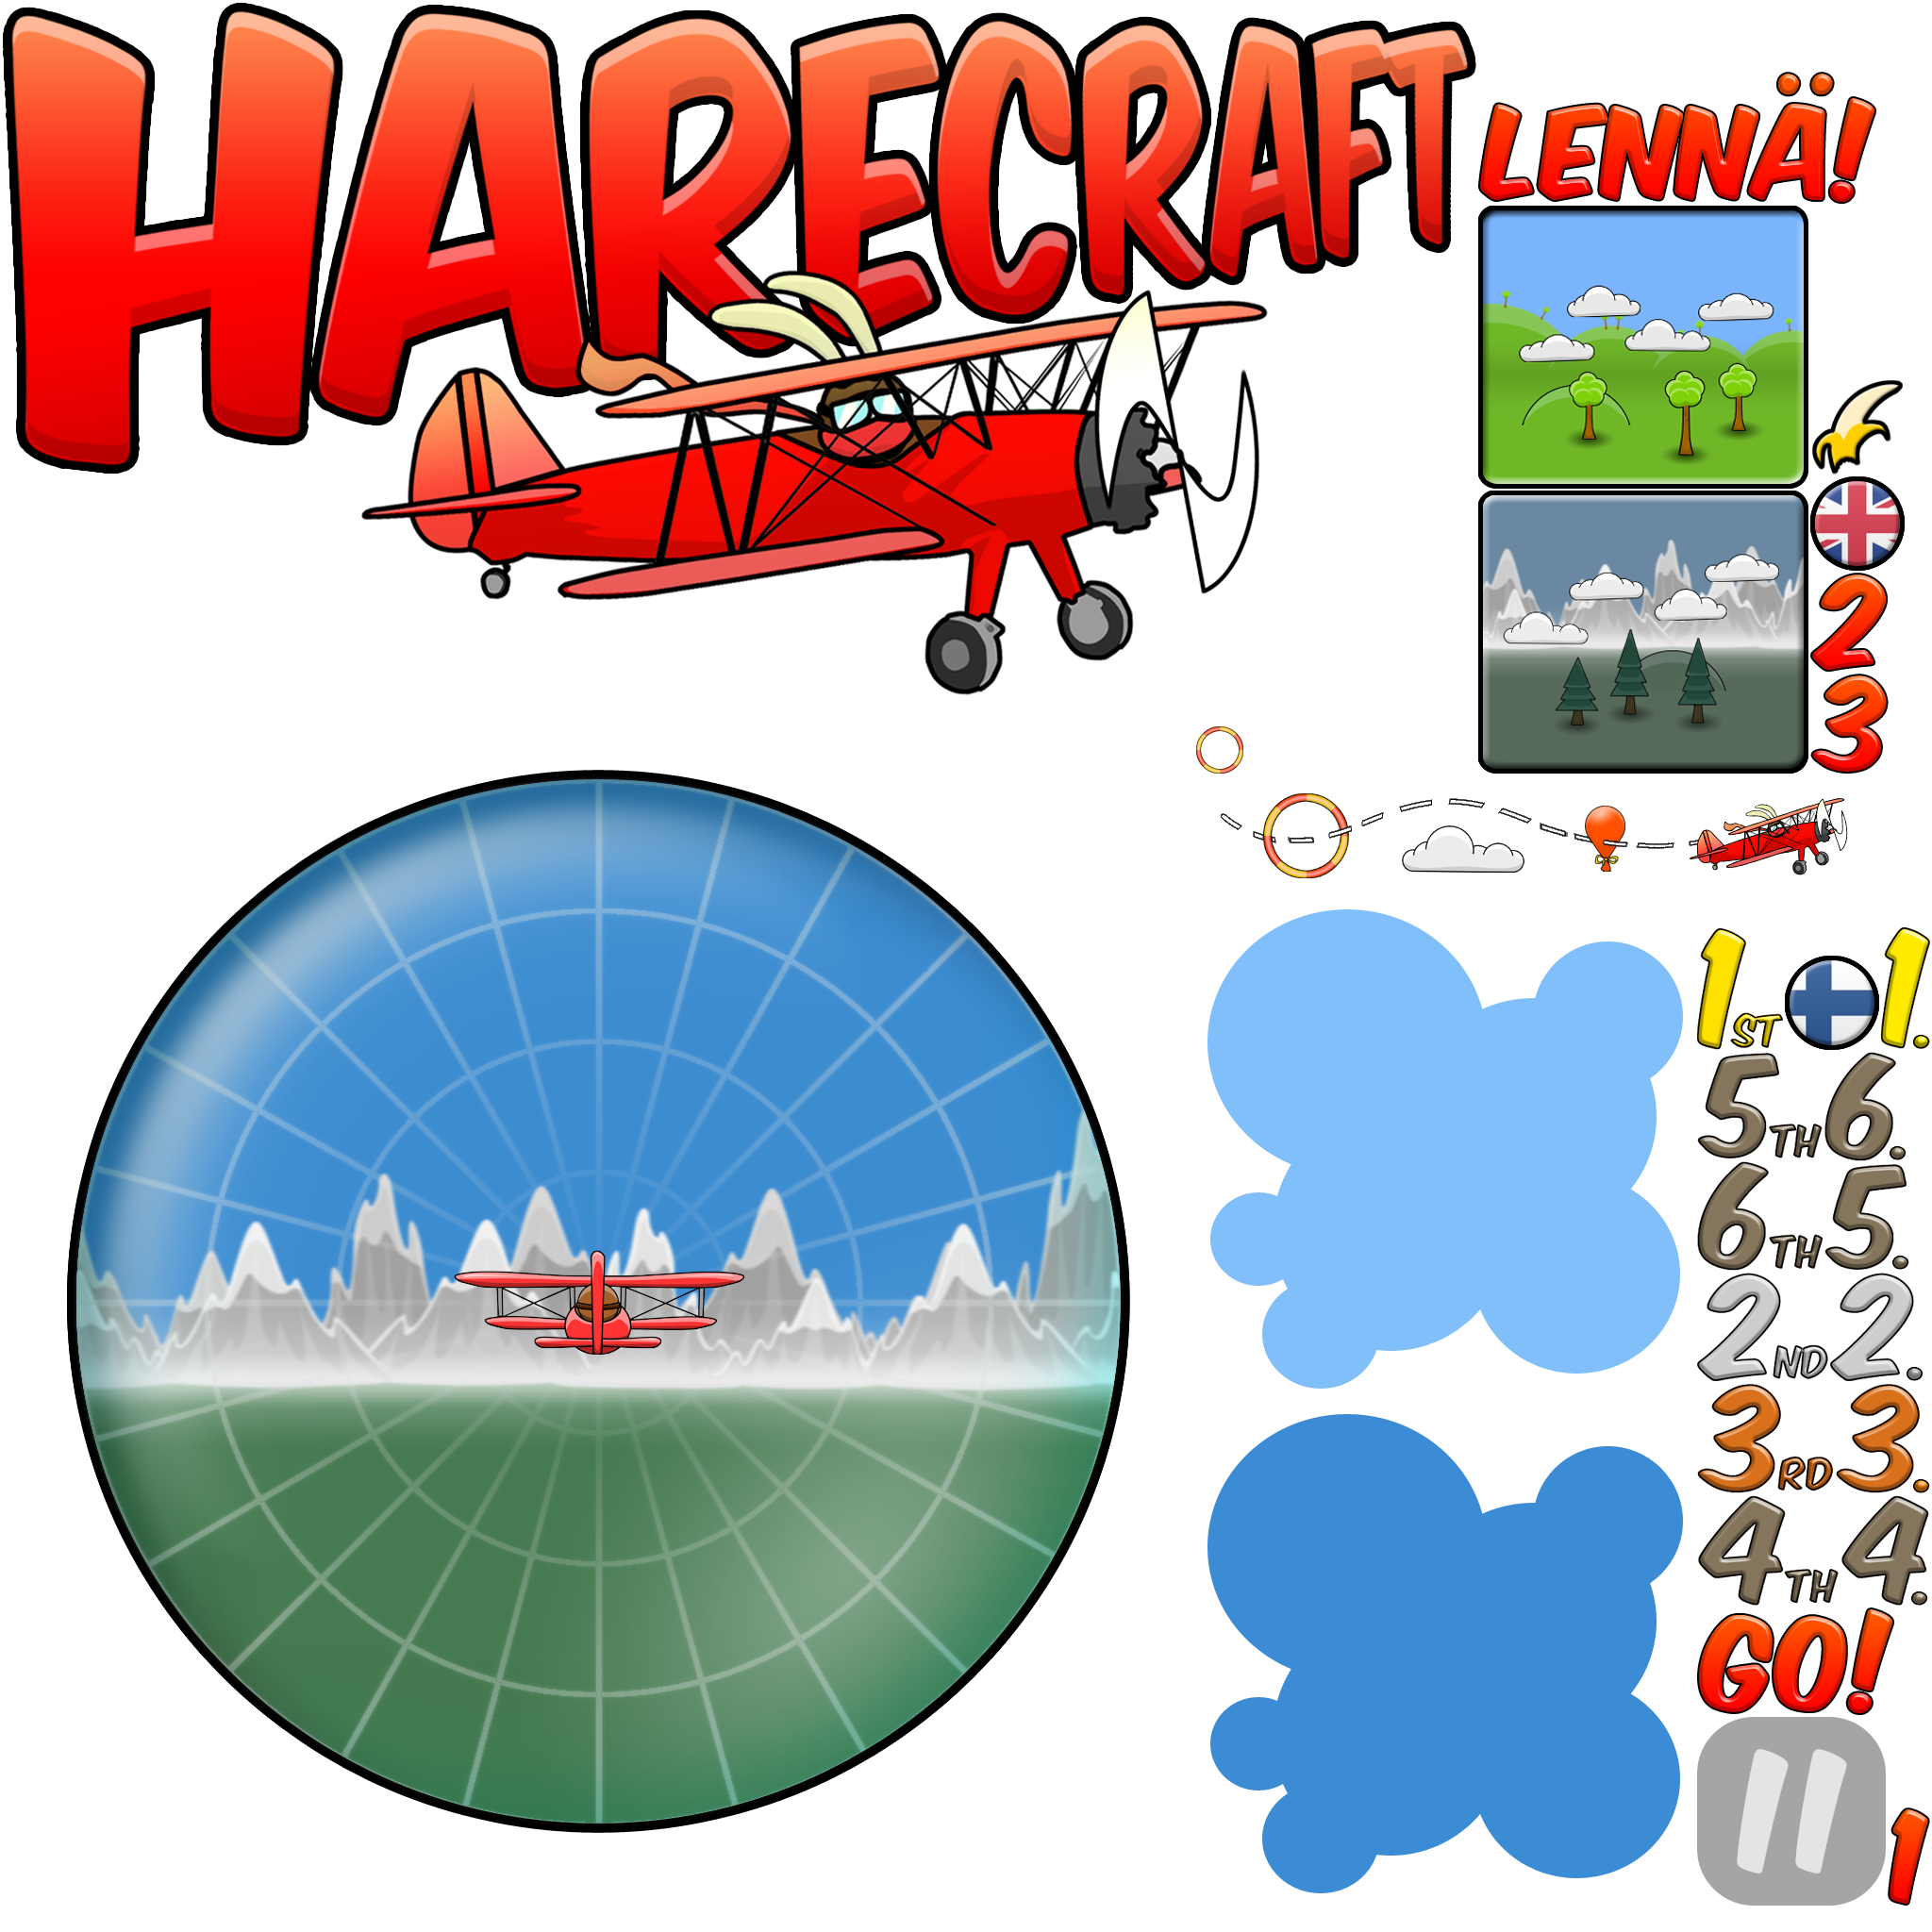 HARECRAFT
LENNÄ!
2
3
1ST 1.
5TH 6.
6TH 5.
2ND 2.
3RD 3.
4TH 4.
GO!
1